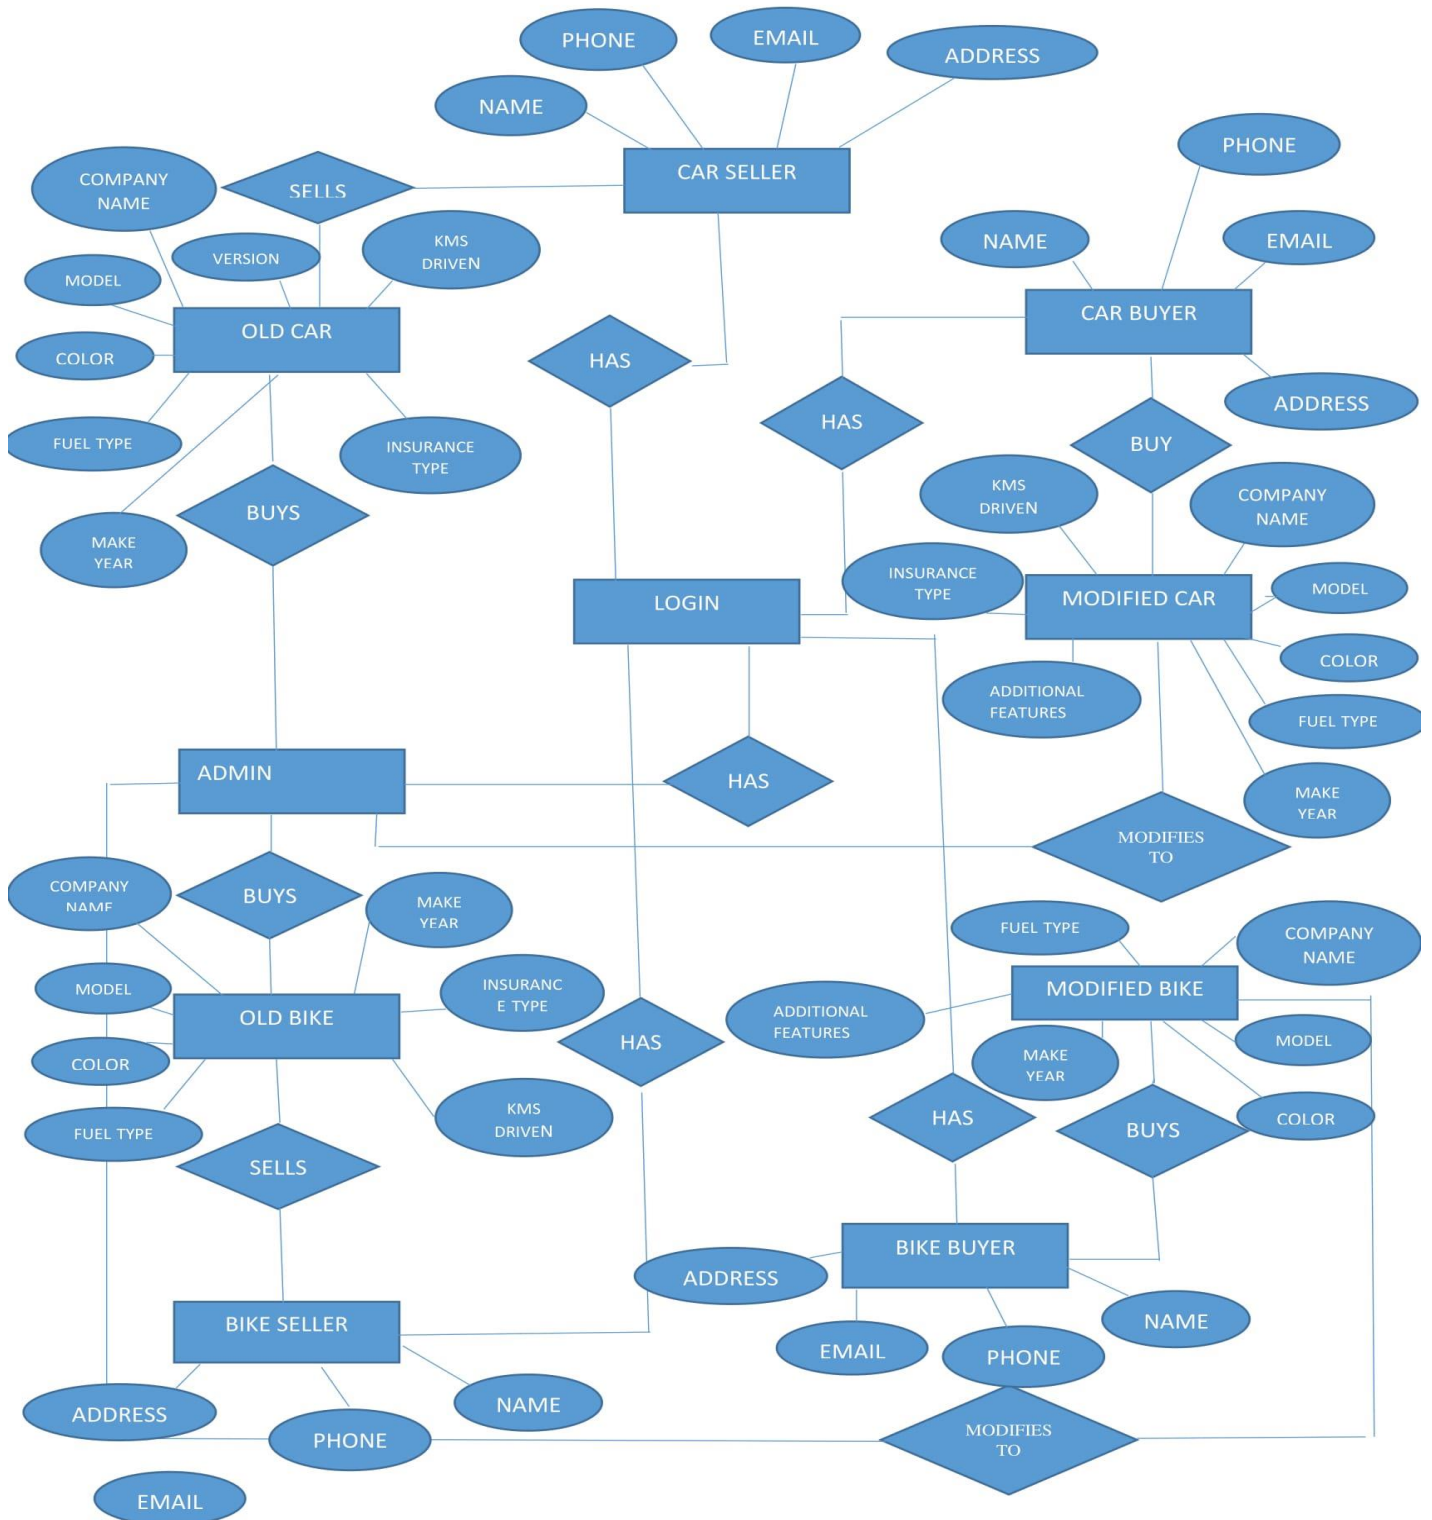 PHONE
EMAIL
ADDRESS
NAME
CAR SELLER
PHONE
COMPANY
NAME
SELLS
NAME
EMAIL
VERSION
KMS
DRIVEN
MODEL
OLD CAR
CAR BUYER
COLOR
HAS
HAS
ADDRESS
FUEL TYPE
INSURANCE
TYPE
BUY
BUYS
KMS
DRIVEN
COMPANY
NAME
MAKE
YEAR
INSURANCE
TYPE
LOGIN
MODIFIED CAR
MODEL
COLOR
ADDITIONAL
FEATURES
FUEL TYPE
ADMIN
HAS
MAKE
YEAR
MODIFIES
TO
COMPANY
NAME
BUYS
MAKE
YEAR
FUEL TYPE
COMPANY
NAME
MODEL
INSURANC
E TYPE
MODIFIED BIKE
OLD BIKE
ADDITIONAL
FEATURES
HAS
MODEL
COLOR
MAKE
YEAR
KMS
DRIVEN
HAS
BUYS
COLOR
FUEL TYPE
SELLS
BIKE BUYER
ADDRESS
BIKE SELLER
NAME
EMAIL
PHONE
ADDRESS
NAME
PHONE
MODIFIES
TO
EMAIL